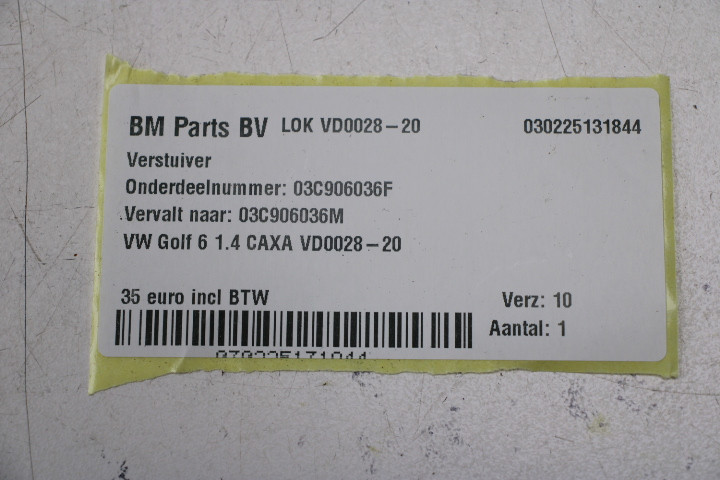 BM Parts BV LOK VD0028-20 030225131844
Verstuiver
Onderdeelnummer: 03C906036F
Vervalt naar: 03C906036M
VW Golf 6 1.4 CAXA VD0028-20
35 euro incl BTW Verz: 10
Aantal: 1